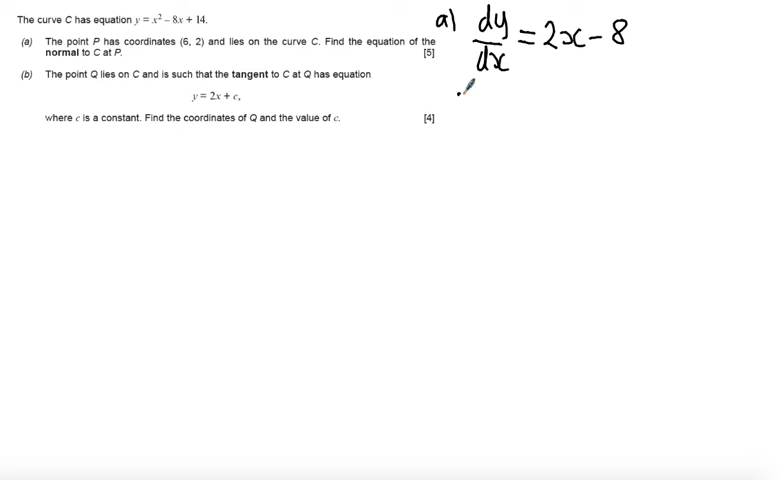 The curve C has equation y = x² – 8x + 14.
(a) The point P has coordinates (6, 2) and lies on the curve C. Find the equation of the
normal to C at P. [5]
(b) The point Q lies on C and is such that the tangent to C at Q has equation
y = 2x + c,
where c is a constant. Find the coordinates of Q and the value of c. [4]
a) dy/dx = 2x – 8